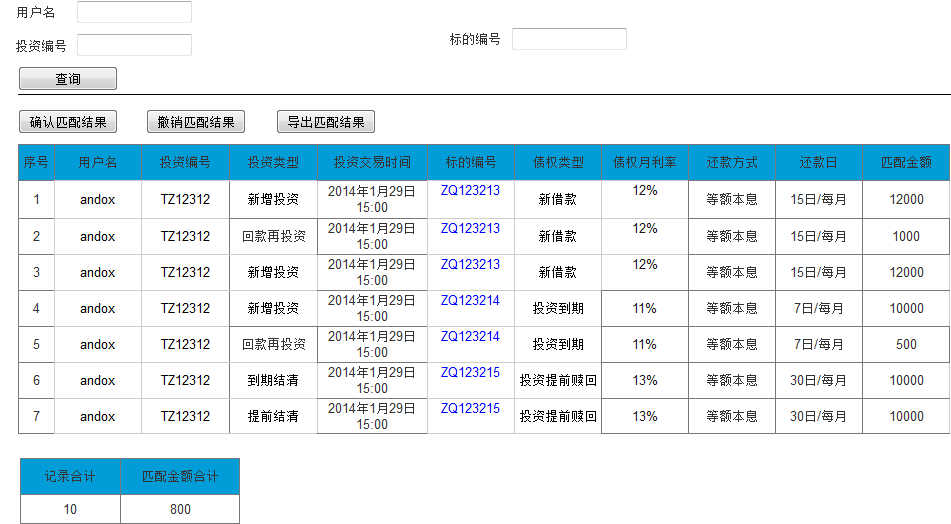 用户名
投资编号
标的编号
查询
确认匹配结果 撤销匹配结果 导出匹配结果
序号 用户名 投资编号 投资类型 投资交易时间 标的编号 债权类型 债权月利率 还款方式 还款日 匹配金额
1 andox TZ12312 新增投资 2014年1月29日 15:00 ZQ123213 新借款 12% 等额本息 15日/每月 12000
2 andox TZ12312 回款再投资 2014年1月29日 15:00 ZQ123213 新借款 12% 等额本息 15日/每月 1000
3 andox TZ12312 新增投资 2014年1月29日 15:00 ZQ123213 新借款 12% 等额本息 15日/每月 12000
4 andox TZ12312 新增投资 2014年1月29日 15:00 ZQ123214 投资到期 11% 等额本息 7日/每月 10000
5 andox TZ12312 回款再投资 2014年1月29日 15:00 ZQ123214 投资到期 11% 等额本息 7日/每月 500
6 andox TZ12312 到期结清 2014年1月29日 15:00 ZQ123215 投资提前赎回 13% 等额本息 30日/每月 10000
7 andox TZ12312 提前结清 2014年1月29日 15:00 ZQ123215 投资提前赎回 13% 等额本息 30日/每月 10000
记录合计 匹配金额合计
10 800